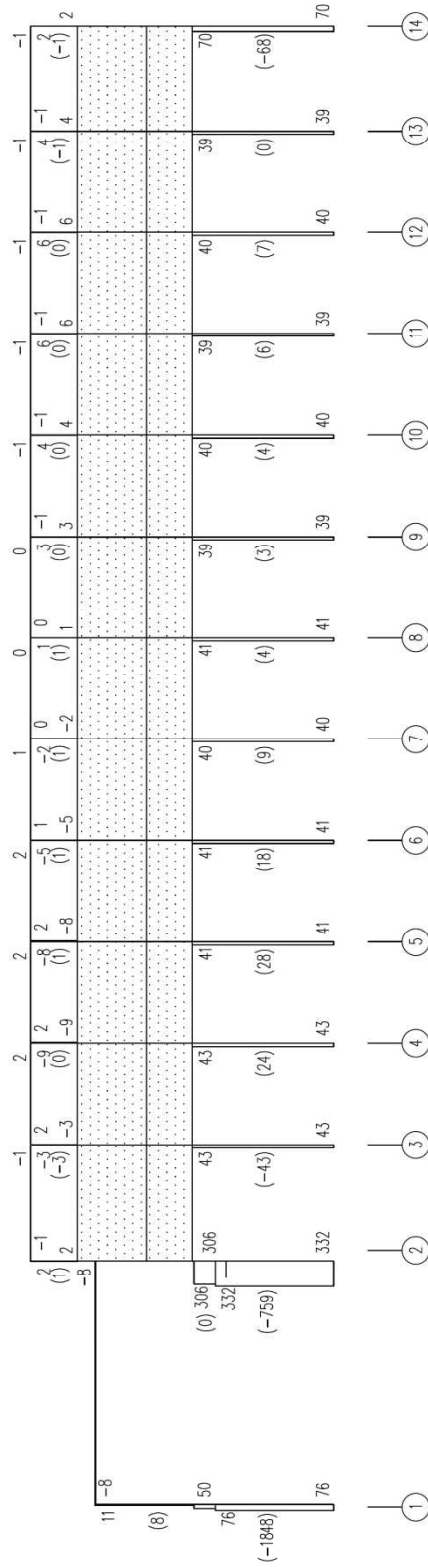 -1 2 2 2 1 0 0 -1 -1 -1 -1 -1
2 -1 -3 2 -9 2 -8 2 -5 1 -2 0 1 0 3 -1 4 -1 6 -1 6 -1 4 -1 2
(1) 2 (-3) -3 (0) -9 (1) -8 (1) -5 (1) -2 (1) 1 (0) 3 (0) 4 (0) 6 (0) 6 (-1) 4 (-1) 2
-8
11 -8
(8)
50 (0) 306 306 43 43 41 41 40 41 39 40 39 40 39 70
76 332
(-1848) (-759) (-43) (24) (28) (18) (9) (4) (3) (4) (6) (7) (0) (-68)
76 332 43 43 41 41 40 41 39 40 39 40 39 70
1 2 3 4 5 6 7 8 9 10 11 12 13 14